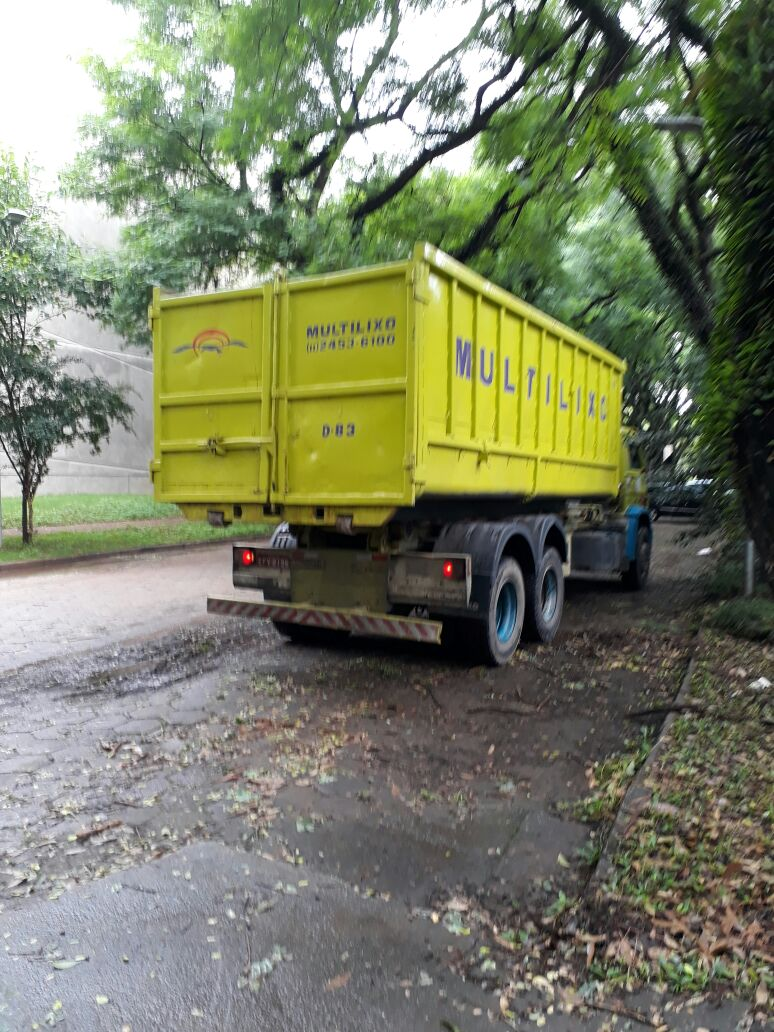 MULTILIXO
(11) 2453-6100
D-83
MULTILIXO